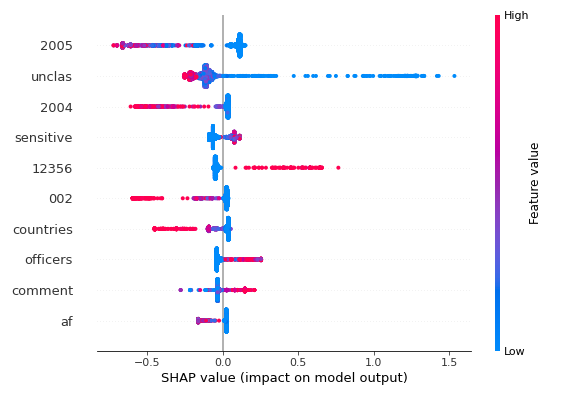 High
2005
unclas
2004
sensitive
12356
002
countries
officers
comment
af
Feature value
Low
−0.5 0.0 0.5 1.0 1.5
SHAP value (impact on model output)